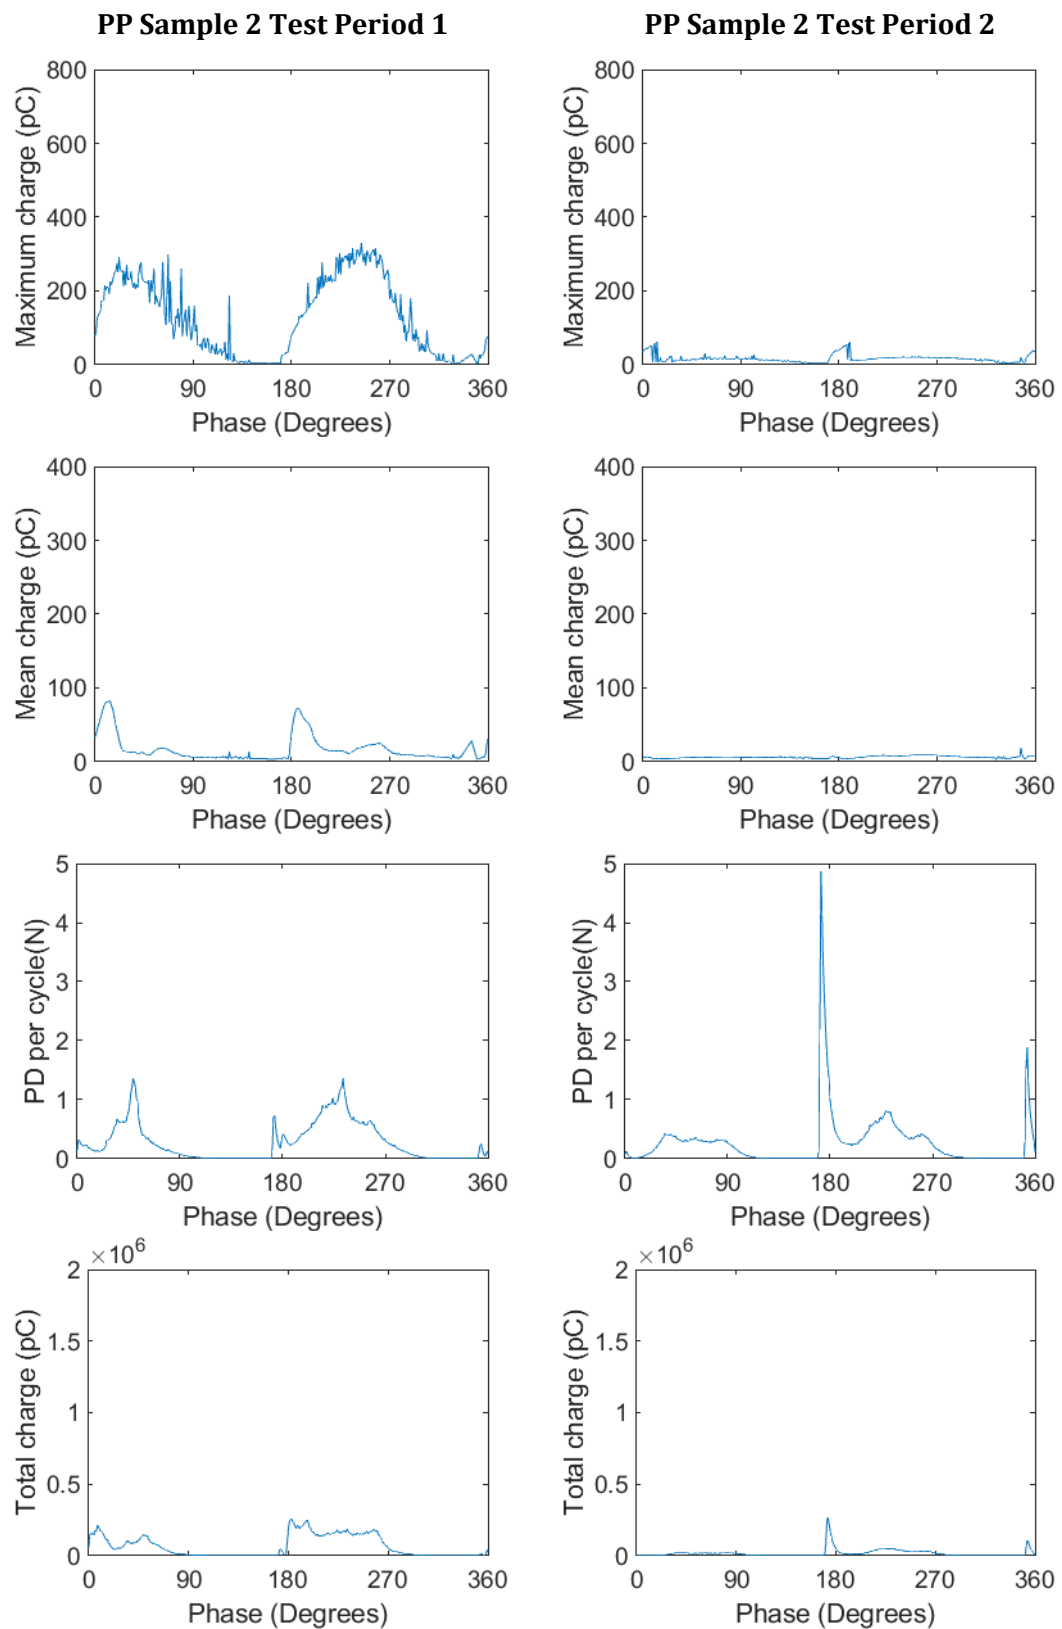 PP Sample 2 Test Period 1
PP Sample 2 Test Period 2
Maximum charge (pC)
800
600
400
200
0
0 90 180 270 360
Phase (Degrees)
Maximum charge (pC)
800
600
400
200
0
0 90 180 270 360
Phase (Degrees)
Mean charge (pC)
400
300
200
100
0
0 90 180 270 360
Phase (Degrees)
Mean charge (pC)
400
300
200
100
0
0 90 180 270 360
Phase (Degrees)
PD per cycle(N)
5
4
3
2
1
0
0 90 180 270 360
Phase (Degrees)
PD per cycle(N)
5
4
3
2
1
0
0 90 180 270 360
Phase (Degrees)
Total charge (pC)
×10⁶
2
1.5
1
0.5
0
0 90 180 270 360
Phase (Degrees)
Total charge (pC)
×10⁶
2
1.5
1
0.5
0
0 90 180 270 360
Phase (Degrees)